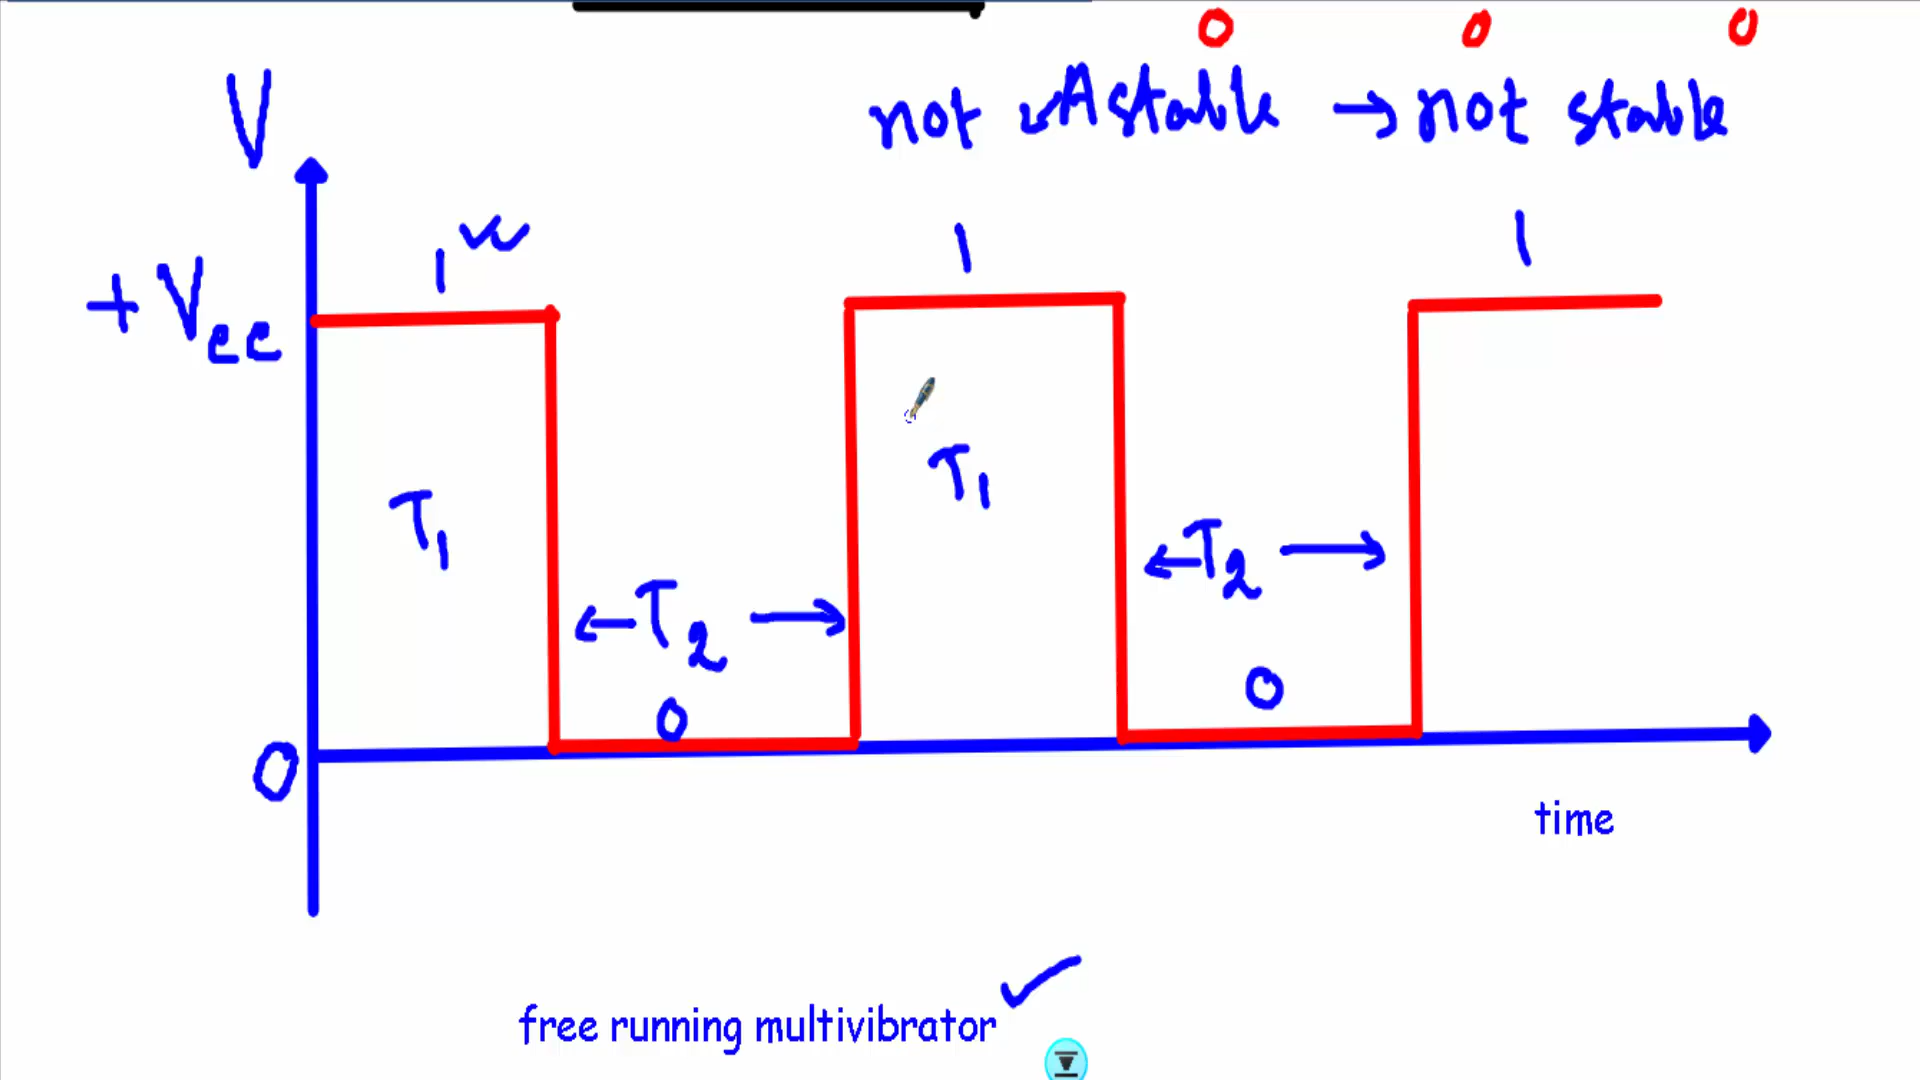 0 0 0
V not Astable → not stable
1 1 1
+Vcc
T1 T1
←T2→ ←T2→
0 0
0
time
free running multivibrator ✓